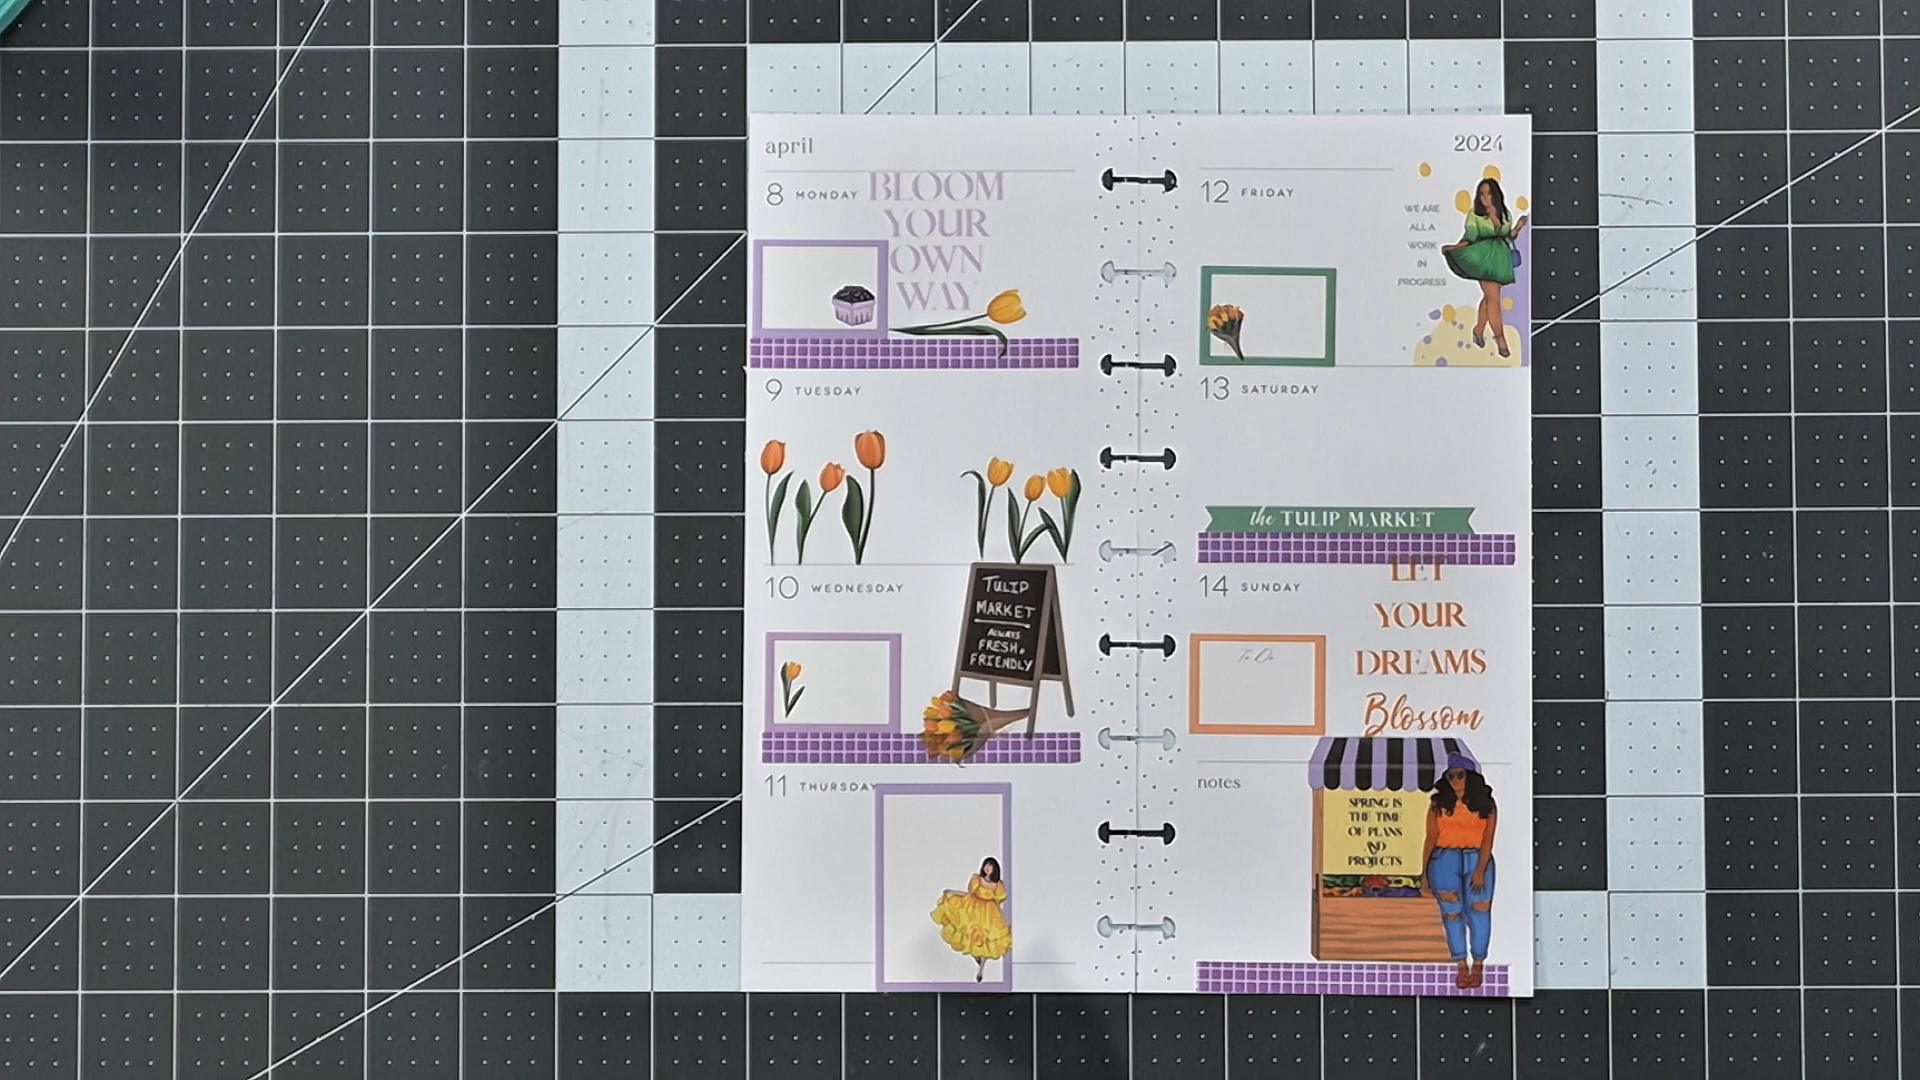 april
8 MONDAY
BLOOM
YOUR
OWN
WAY
9 TUESDAY
10 WEDNESDAY
TULIP
MARKET
ALWAYS
FRESH,
FRIENDLY
11 THURSDAY
2024
12 FRIDAY
WE ARE
ALL A
WORK
IN
PROGRESS
13 SATURDAY
the TULIP MARKET
14 SUNDAY
LET
YOUR
DREAMS
Blossom
To Do
notes
SPRING IS
THE TIME
OF PLANS
AND
PROJECTS